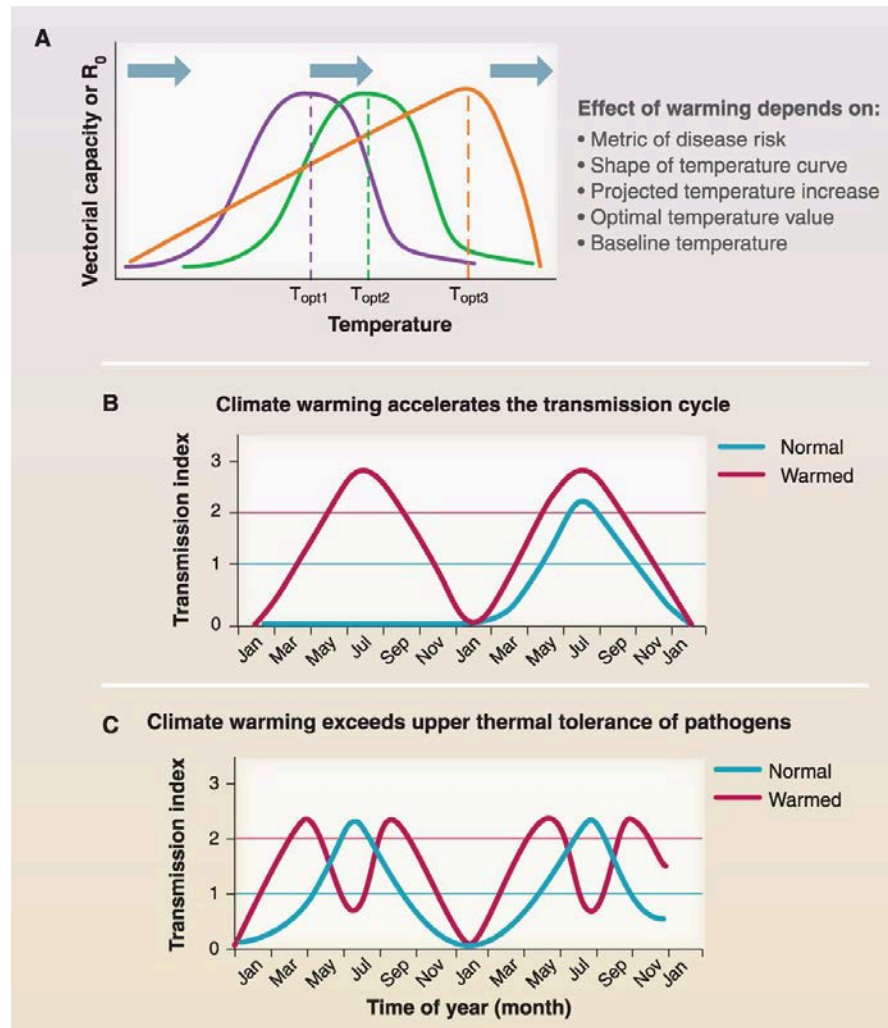 A
Vectorial capacity or R0
Topt1 Topt2 Topt3
Temperature
Effect of warming depends on:
• Metric of disease risk
• Shape of temperature curve
• Projected temperature increase
• Optimal temperature value
• Baseline temperature
B Climate warming accelerates the transmission cycle
Transmission index
3
2
1
0
Jan Mar May Jul Sep Nov Jan Mar May Jul Sep Nov Jan
Normal
Warmed
C Climate warming exceeds upper thermal tolerance of pathogens
Transmission index
3
2
1
0
Jan Mar May Jul Sep Nov Jan Mar May Jul Sep Nov Jan
Time of year (month)
Normal
Warmed